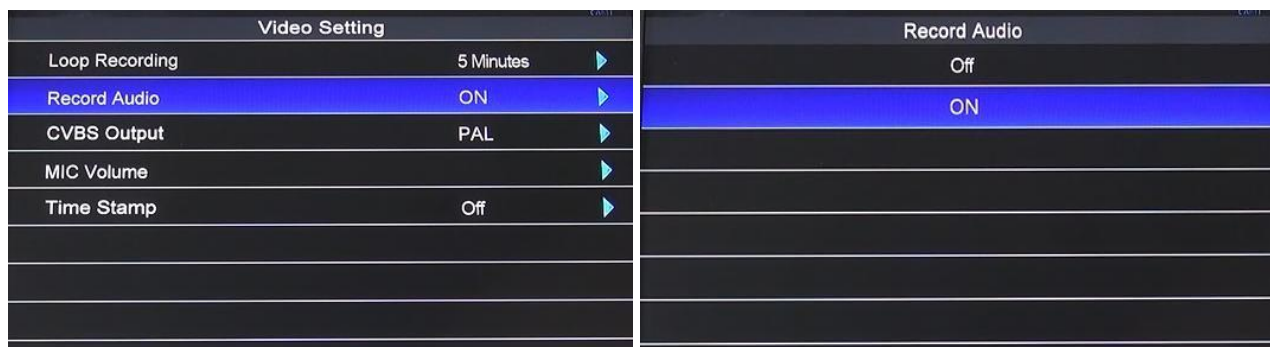 Video Setting
Loop Recording 5 Minutes
Record Audio ON
CVBS Output PAL
MIC Volume
Time Stamp Off
Record Audio
Off
ON